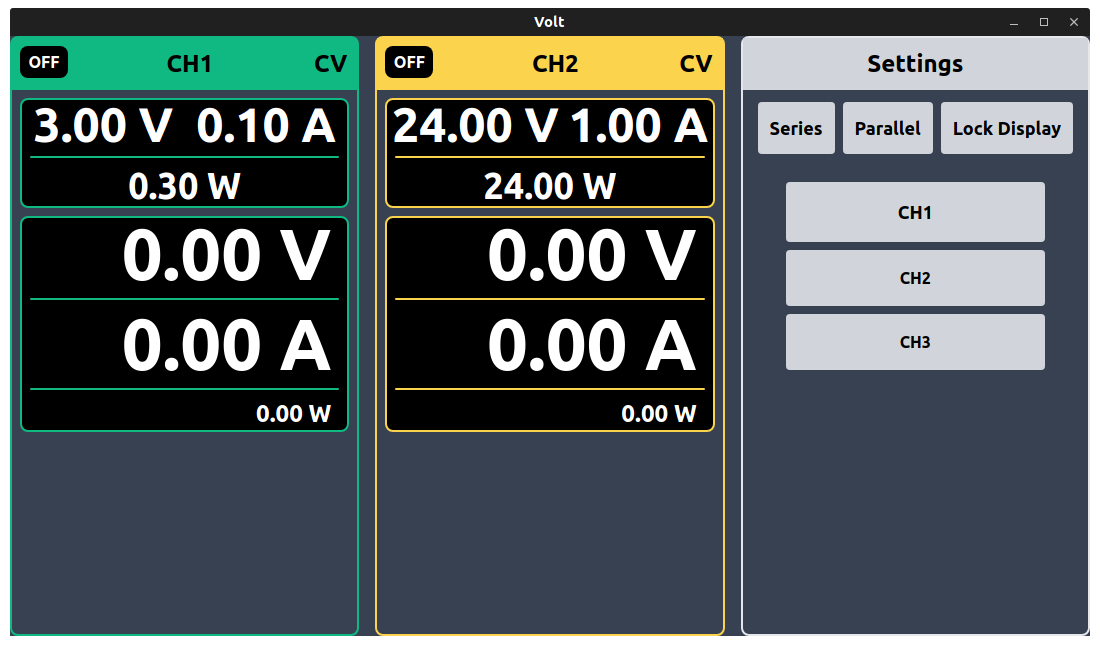 Volt
OFF CH1 CV
3.00 V 0.10 A
0.30 W
0.00 V
0.00 A
0.00 W
OFF CH2 CV
24.00 V 1.00 A
24.00 W
0.00 V
0.00 A
0.00 W
Settings
Series Parallel Lock Display
CH1
CH2
CH3